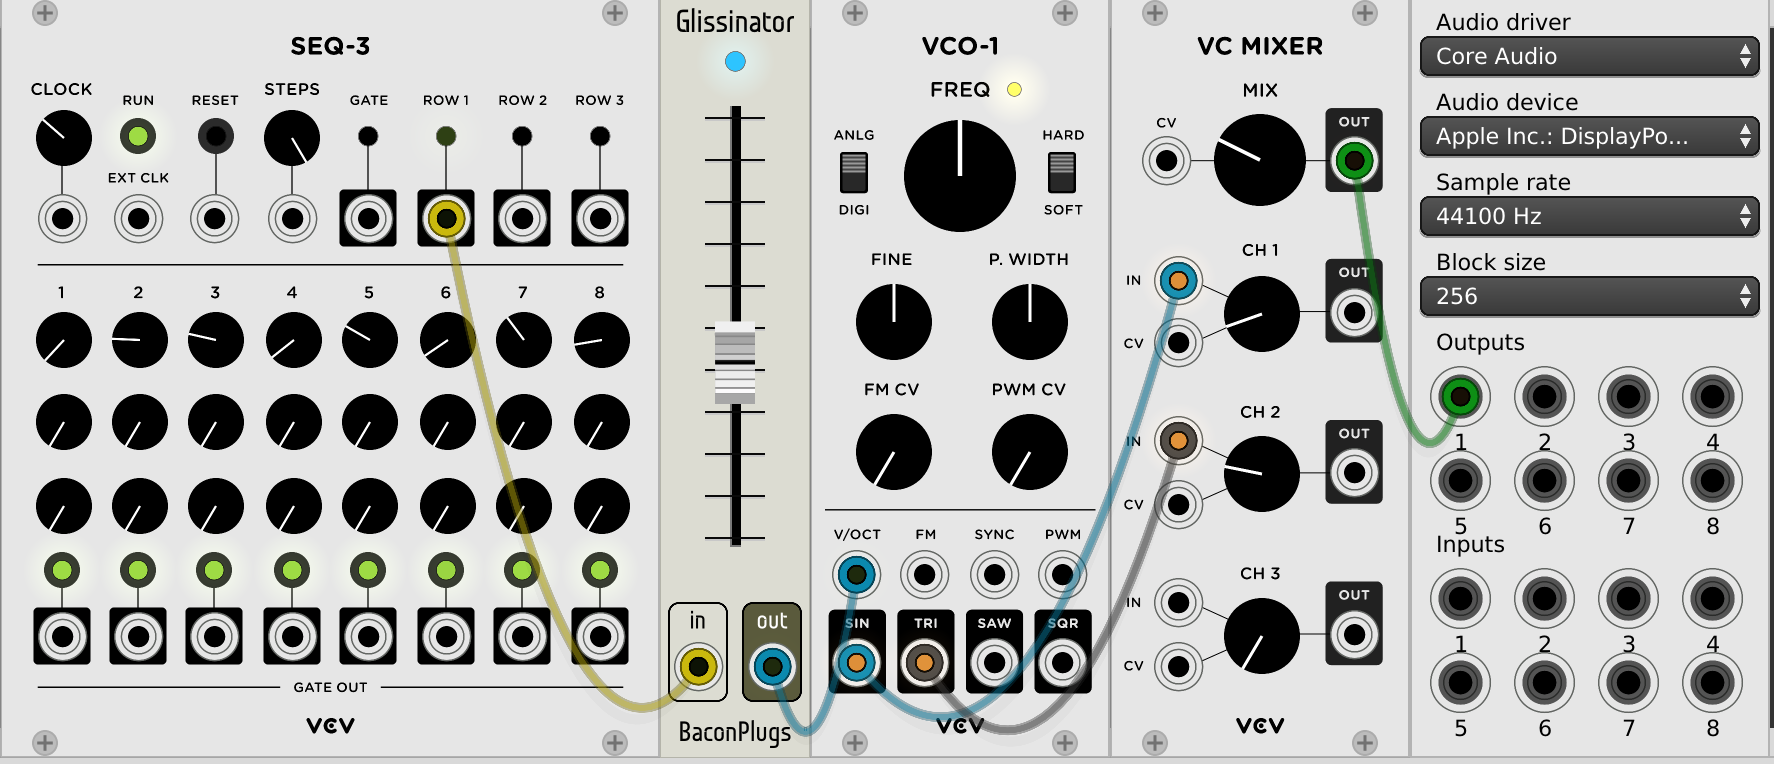 SEQ-3
CLOCK
RUN
RESET
STEPS
GATE
ROW 1
ROW 2
ROW 3
EXT CLK
1 2 3 4 5 6 7 8
GATE OUT
VCV
Glissinator
in
out
BaconPlugs
VCO-1
FREQ
ANLG
HARD
DIGI
SOFT
FINE
P. WIDTH
FM CV
PWM CV
V/OCT
FM
SYNC
PWM
SIN
TRI
SAW
SQR
VCV
VC MIXER
MIX
CV
OUT
CH 1
IN
OUT
CV
CH 2
IN
OUT
CV
CH 3
IN
OUT
CV
VCV
Audio driver
Core Audio
Audio device
Apple Inc.: DisplayPo...
Sample rate
44100 Hz
Block size
256
Outputs
1 2 3 4
5 6 7 8
Inputs
1 2 3 4
5 6 7 8